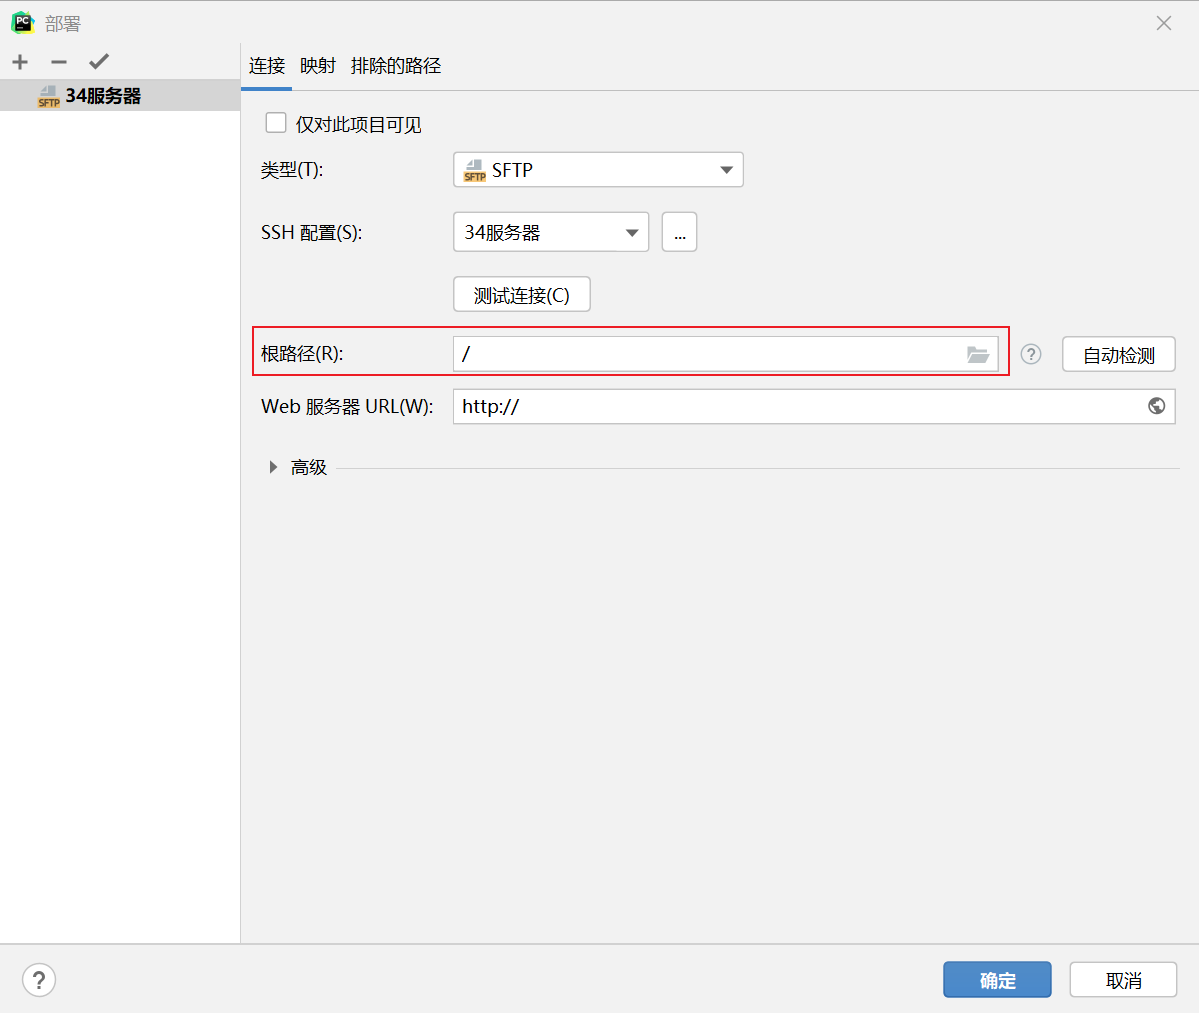 部署
34服务器
连接 映射 排除的路径
仅对此项目可见
类型(T): SFTP
SSH 配置(S): 34服务器 ...
测试连接(C)
根路径(R): / 自动检测
Web 服务器 URL(W): http://
高级
确定 取消